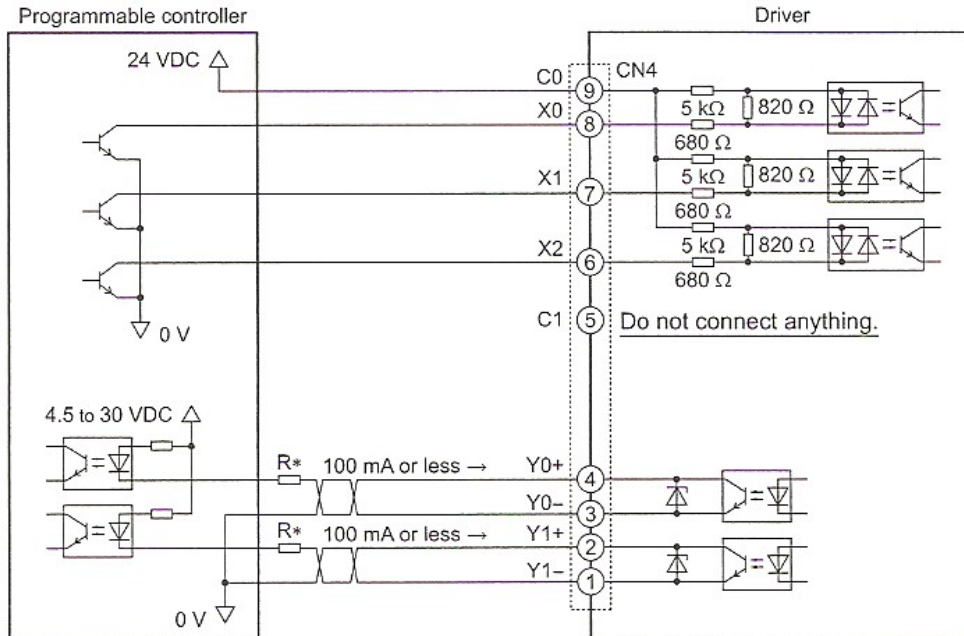 Programmable controller
Driver
24 VDC
C0
9
CN4
5 kΩ
820 Ω
X0
8
680 Ω
5 kΩ
820 Ω
X1
7
680 Ω
5 kΩ
820 Ω
X2
6
680 Ω
0 V
C1
5
Do not connect anything.
4.5 to 30 VDC
R*
100 mA or less →
Y0+
4
Y0−
3
R*
100 mA or less →
Y1+
2
Y1−
1
0 V